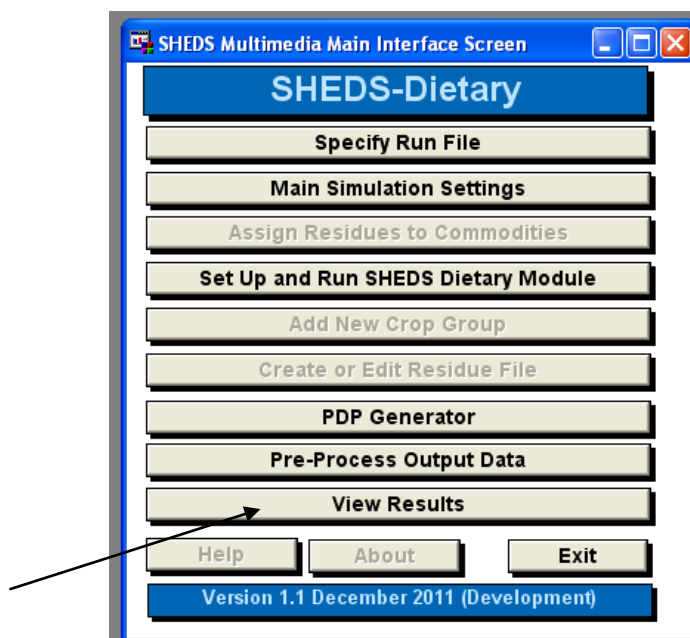 SHEDS Multimedia Main Interface Screen
SHEDS-Dietary
Specify Run File
Main Simulation Settings
Assign Residues to Commodities
Set Up and Run SHEDS Dietary Module
Add New Crop Group
Create or Edit Residue File
PDP Generator
Pre-Process Output Data
View Results
Help About Exit
Version 1.1 December 2011 (Development)